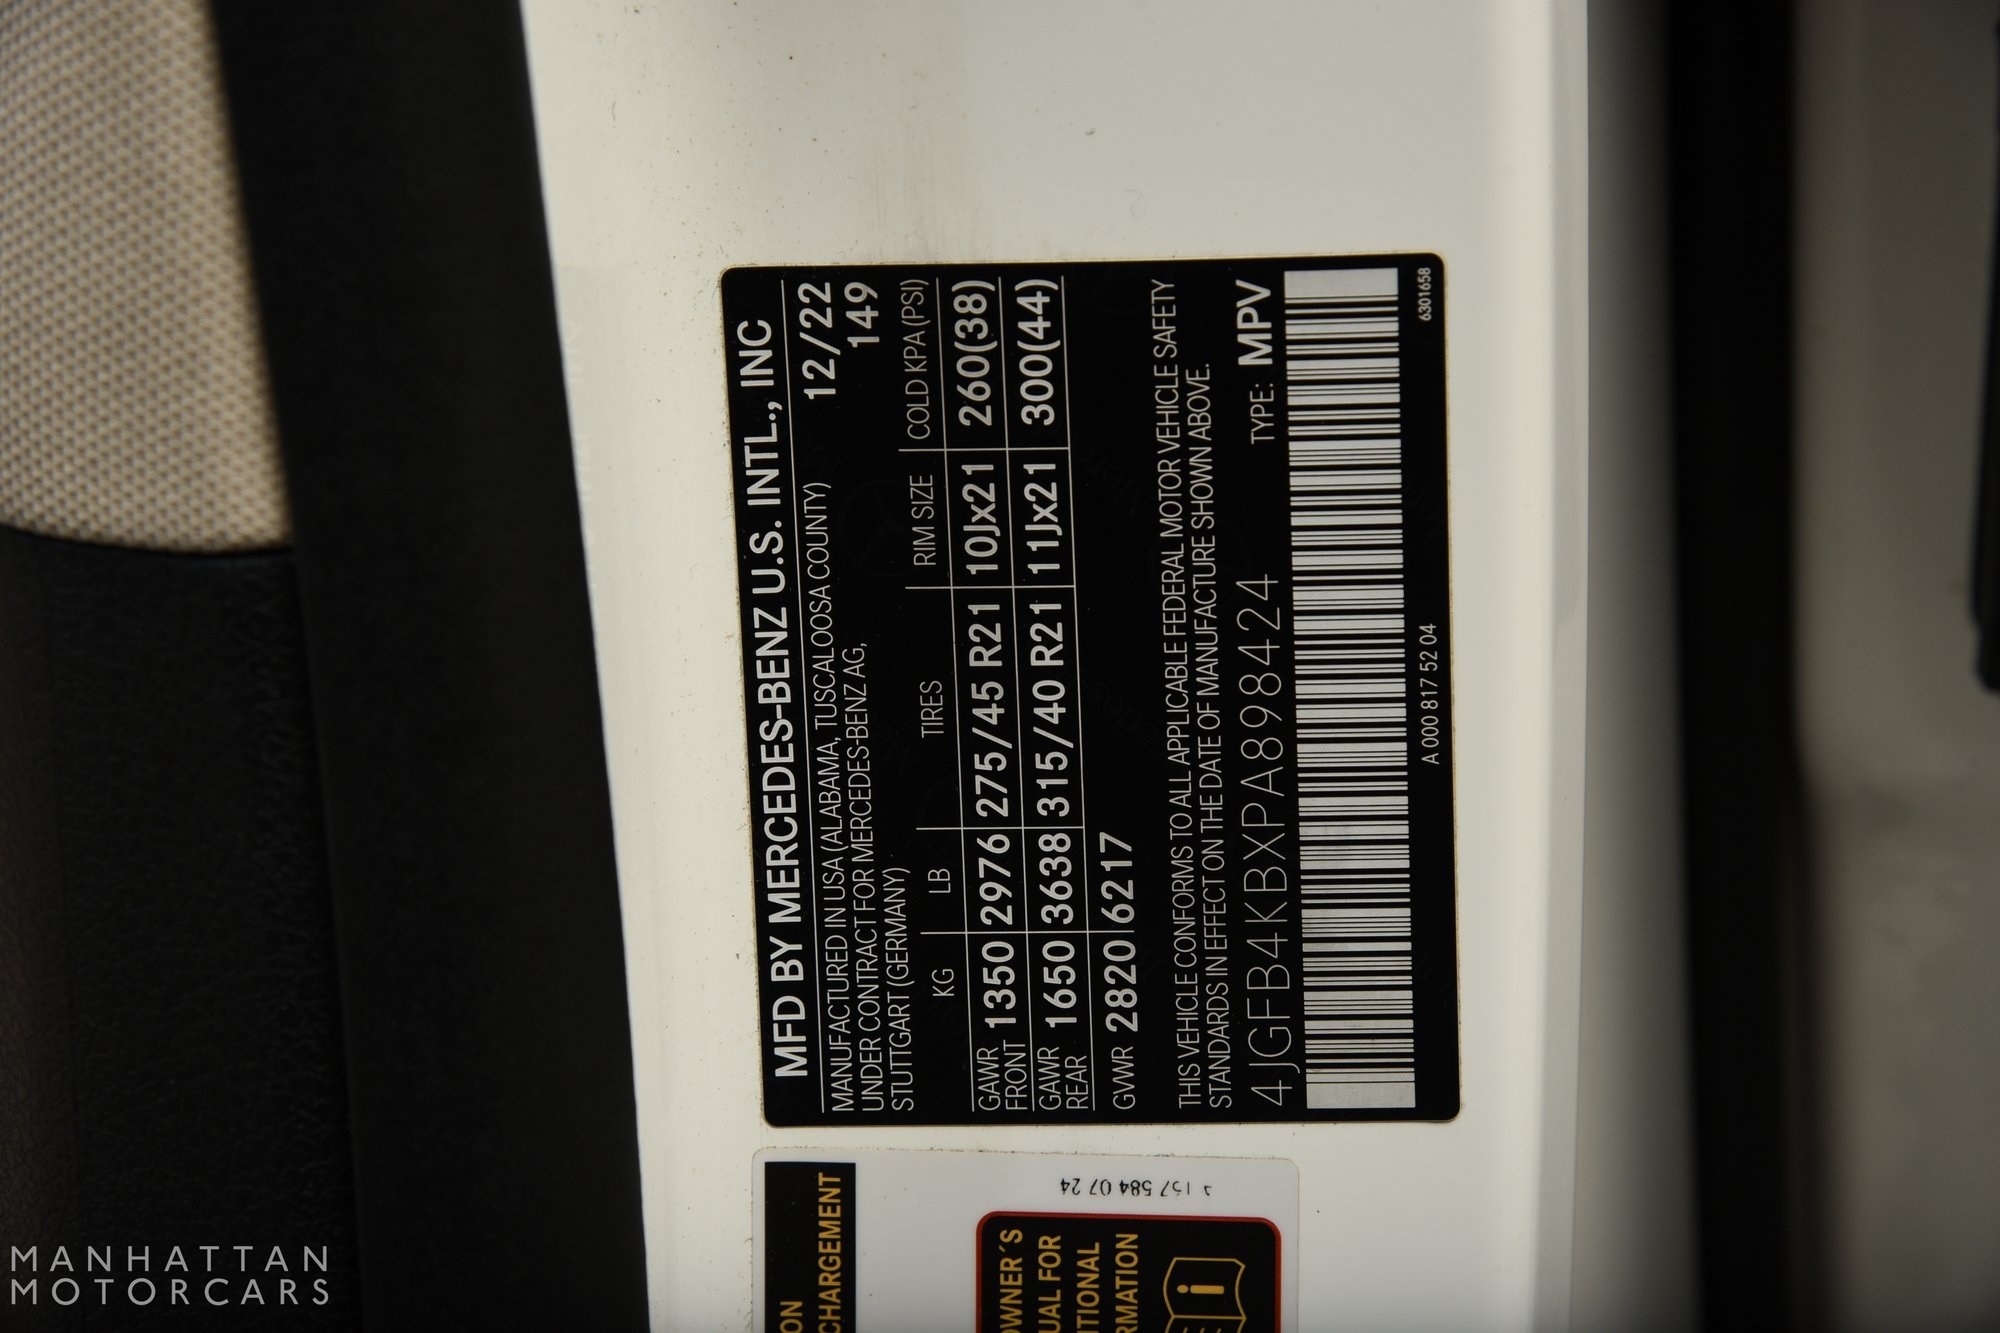 MFD BY MERCEDES-BENZ U.S. INTL., INC
MANUFACTURED IN USA (ALABAMA, TUSCALOOSA COUNTY) 12/22
UNDER CONTRACT FOR MERCEDES-BENZ AG, 149
STUTTGART (GERMANY)
KG LB TIRES RIM SIZE COLD KPA (PSI)
GAWR FRONT 1350 2976 275/45 R21 10Jx21 260(38)
GAWR REAR 1650 3638 315/40 R21 11Jx21 300(44)
GVWR 2820 6217
THIS VEHICLE CONFORMS TO ALL APPLICABLE FEDERAL MOTOR VEHICLE SAFETY
STANDARDS IN EFFECT ON THE DATE OF MANUFACTURE SHOWN ABOVE.
4JGFB4KBXPA898424 TYPE: MPV
A 000 817 52 04 6301658
ON
CHARGEMENT
157 584 07 24
OWNER´S
UAL FOR
ITIONAL
RMATION
MANHATTAN
MOTORCARS